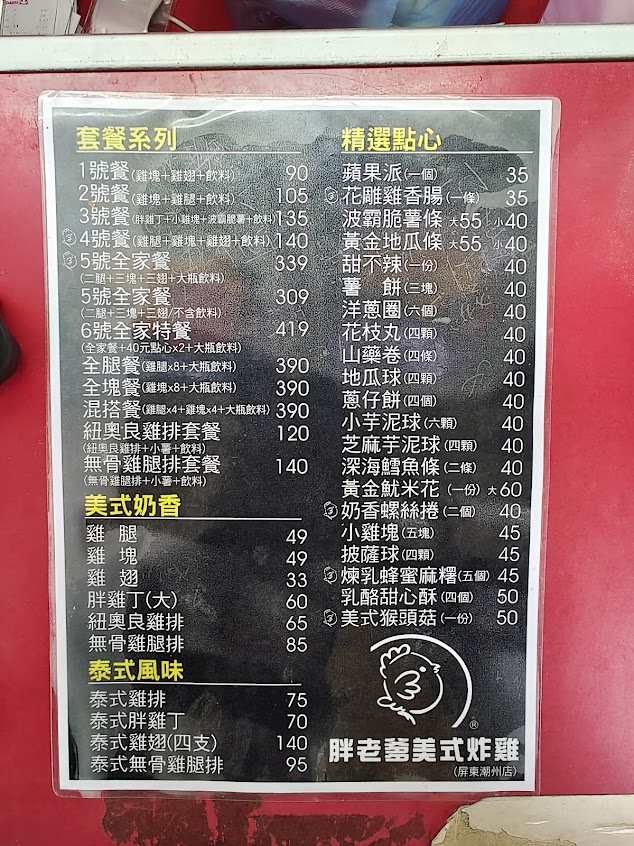 套餐系列
1號餐(雞塊+雞翅+飲料) 90
2號餐(雞塊+雞腿+飲料) 105
3號餐(胖雞丁+小雞塊+波霸脆薯+飲料) 135
4號餐(雞腿+雞塊+雞翅+飲料) 140
5號全家餐 339
(二腿+三塊+三翅+大瓶飲料)
5號全家餐 309
(二腿+三塊+三翅/不含飲料)
6號全家特餐 419
(全家餐+40元點心x2+大瓶飲料)
全腿餐(雞腿x8+大瓶飲料) 390
全塊餐(雞塊x8+大瓶飲料) 390
混搭餐(雞腿x4+雞塊x4+大瓶飲料) 390
紐奧良雞排套餐 120
(紐奧良雞排+小薯+飲料)
無骨雞腿排套餐 140
(無骨雞腿排+小薯+飲料)
美式奶香
雞 腿 49
雞 塊 49
雞 翅 33
胖雞丁(大) 60
紐奧良雞排 65
無骨雞腿排 85
泰式風味
泰式雞排 75
泰式胖雞丁 70
泰式雞翅(四支) 140
泰式無骨雞腿排 95
精選點心
蘋果派(一個) 35
花雕雞香腸(一條) 35
波霸脆薯條 大55 小40
黃金地瓜條 大55 小40
甜不辣(一份) 40
薯 餅(三塊) 40
洋蔥圈(六個) 40
花枝丸(四顆) 40
山藥卷(四條) 40
地瓜球(四顆) 40
蔥仔餅(四個) 40
小芋泥球(六顆) 40
芝麻芋泥球(四顆) 40
深海鱈魚條(二條) 40
黃金魷米花(一份) 大60
奶香螺絲捲(二個) 40
小雞塊(五塊) 45
披薩球(四顆) 45
煉乳蜂蜜麻糬(五個) 45
乳酪甜心酥(四個) 50
美式猴頭菇(一份) 50
®
胖老爹美式炸雞
(屏東潮州店)